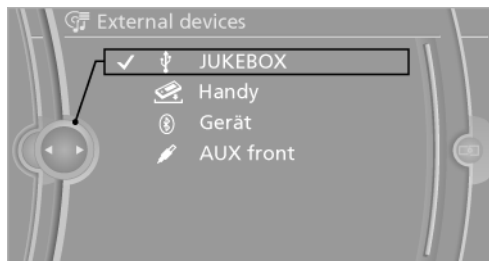 External devices
JUKEBOX
Handy
Gerät
AUX front